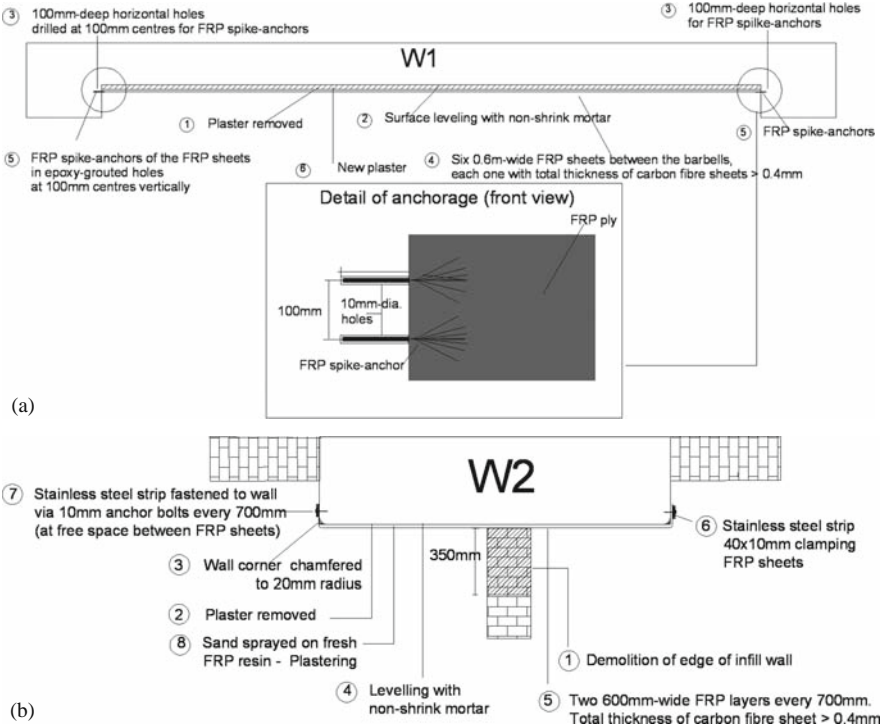 ③ 100mm-deep horizontal holes
drilled at 100mm centres for FRP spike-anchors
③ 100mm-deep horizontal holes
for FRP spilke-anchors
W1
① Plaster removed
② Surface leveling with non-shrink mortar
⑤ FRP spike-anchors
⑤ FRP spike-anchors of the FRP sheets
in epoxy-grouted holes
at 100mm centres vertically
⑥ New plaster
④ Six 0.6m-wide FRP sheets between the barbells,
each one with total thickness of carbon fibre sheets > 0.4mm
Detail of anchorage (front view)
FRP ply
100mm
10mm-dia.
holes
FRP spike-anchor
(a)
W2
⑦ Stainless steel strip fastened to wall
via 10mm anchor bolts every 700mm
(at free space between FRP sheets)
⑥ Stainless steel strip
40x10mm clamping
FRP sheets
350mm
③ Wall corner chamfered
to 20mm radius
② Plaster removed
⑧ Sand sprayed on fresh
FRP resin - Plastering
① Demolition of edge of infill wall
④ Levelling with
non-shrink mortar
⑤ Two 600mm-wide FRP layers every 700mm.
Total thickness of carbon fibre sheet > 0.4mm
(b)